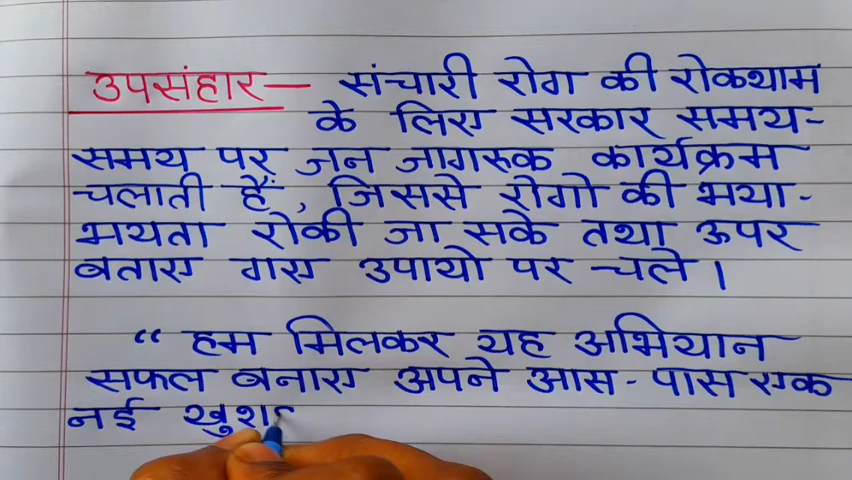 उपसंहार— संचारी रोग की रोकथाम
के लिए सरकार समय-
समय पर जन जागरुक कार्यक्रम
चलाती हैं, जिससे रोगो की भया-
भयता रोकी जा सके तथा ऊपर
बताए गए उपायो पर चले।
“ हम मिलकर यह अभियान
सफल बनाए अपने आस-पास एक
नई